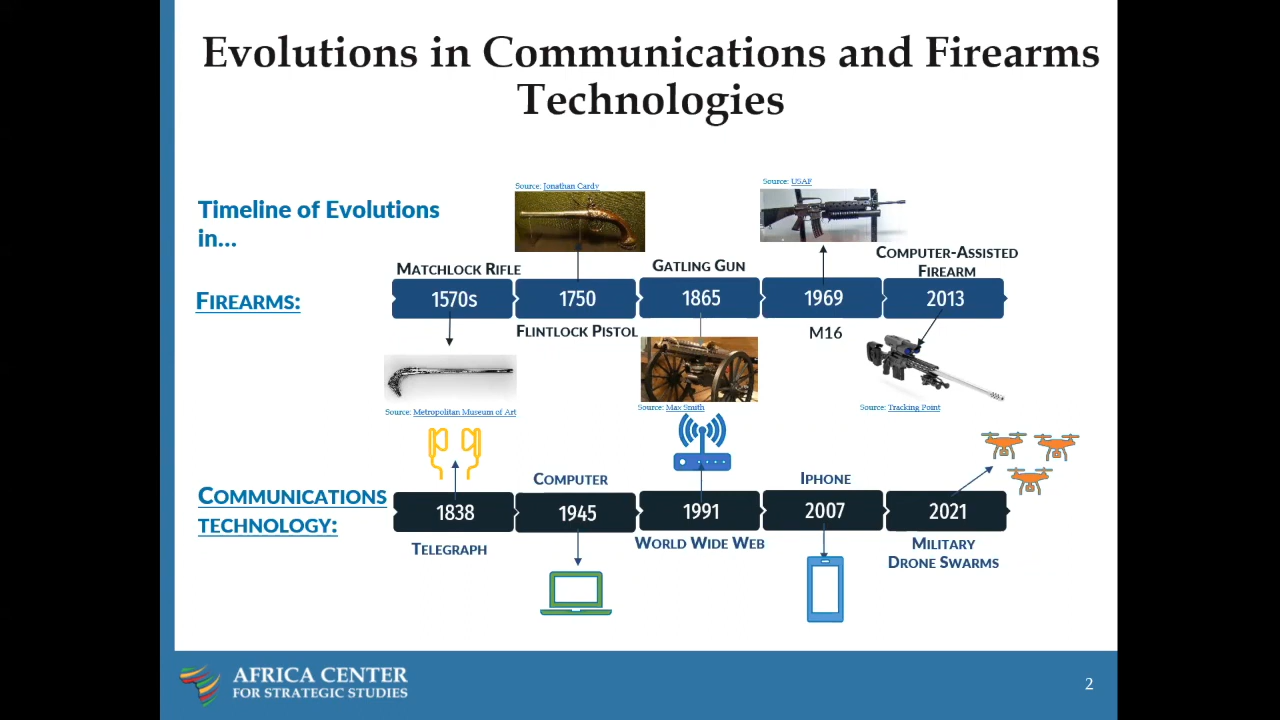 Evolutions in Communications and Firearms
Technologies
Timeline of Evolutions
in...
Source: Jonathan Cardy
Source: USAF
MATCHLOCK RIFLE
GATLING GUN
COMPUTER-ASSISTED
FIREARM
FIREARMS:
1570s
1750
1865
1969
2013
FLINTLOCK PISTOL
M16
Source: Metropolitan Museum of Art
Source: Max Smith
Source: Tracking Point
COMPUTER
IPHONE
COMMUNICATIONS
TECHNOLOGY:
1838
1945
1991
2007
2021
TELEGRAPH
WORLD WIDE WEB
MILITARY
DRONE SWARMS
AFRICA CENTER
FOR STRATEGIC STUDIES
2